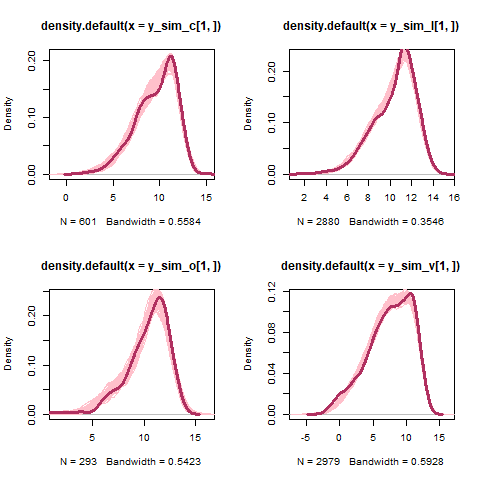 density.default(x = y_sim_c[1, ])
Density
0.00 0.10 0.20
0 5 10 15
N = 601 Bandwidth = 0.5584
density.default(x = y_sim_l[1, ])
Density
0.00 0.10 0.20
2 4 6 8 10 12 14 16
N = 2880 Bandwidth = 0.3546
density.default(x = y_sim_o[1, ])
Density
0.00 0.10 0.20
5 10 15
N = 293 Bandwidth = 0.5423
density.default(x = y_sim_v[1, ])
Density
0.00 0.04 0.08 0.12
-5 0 5 10 15
N = 2979 Bandwidth = 0.5928